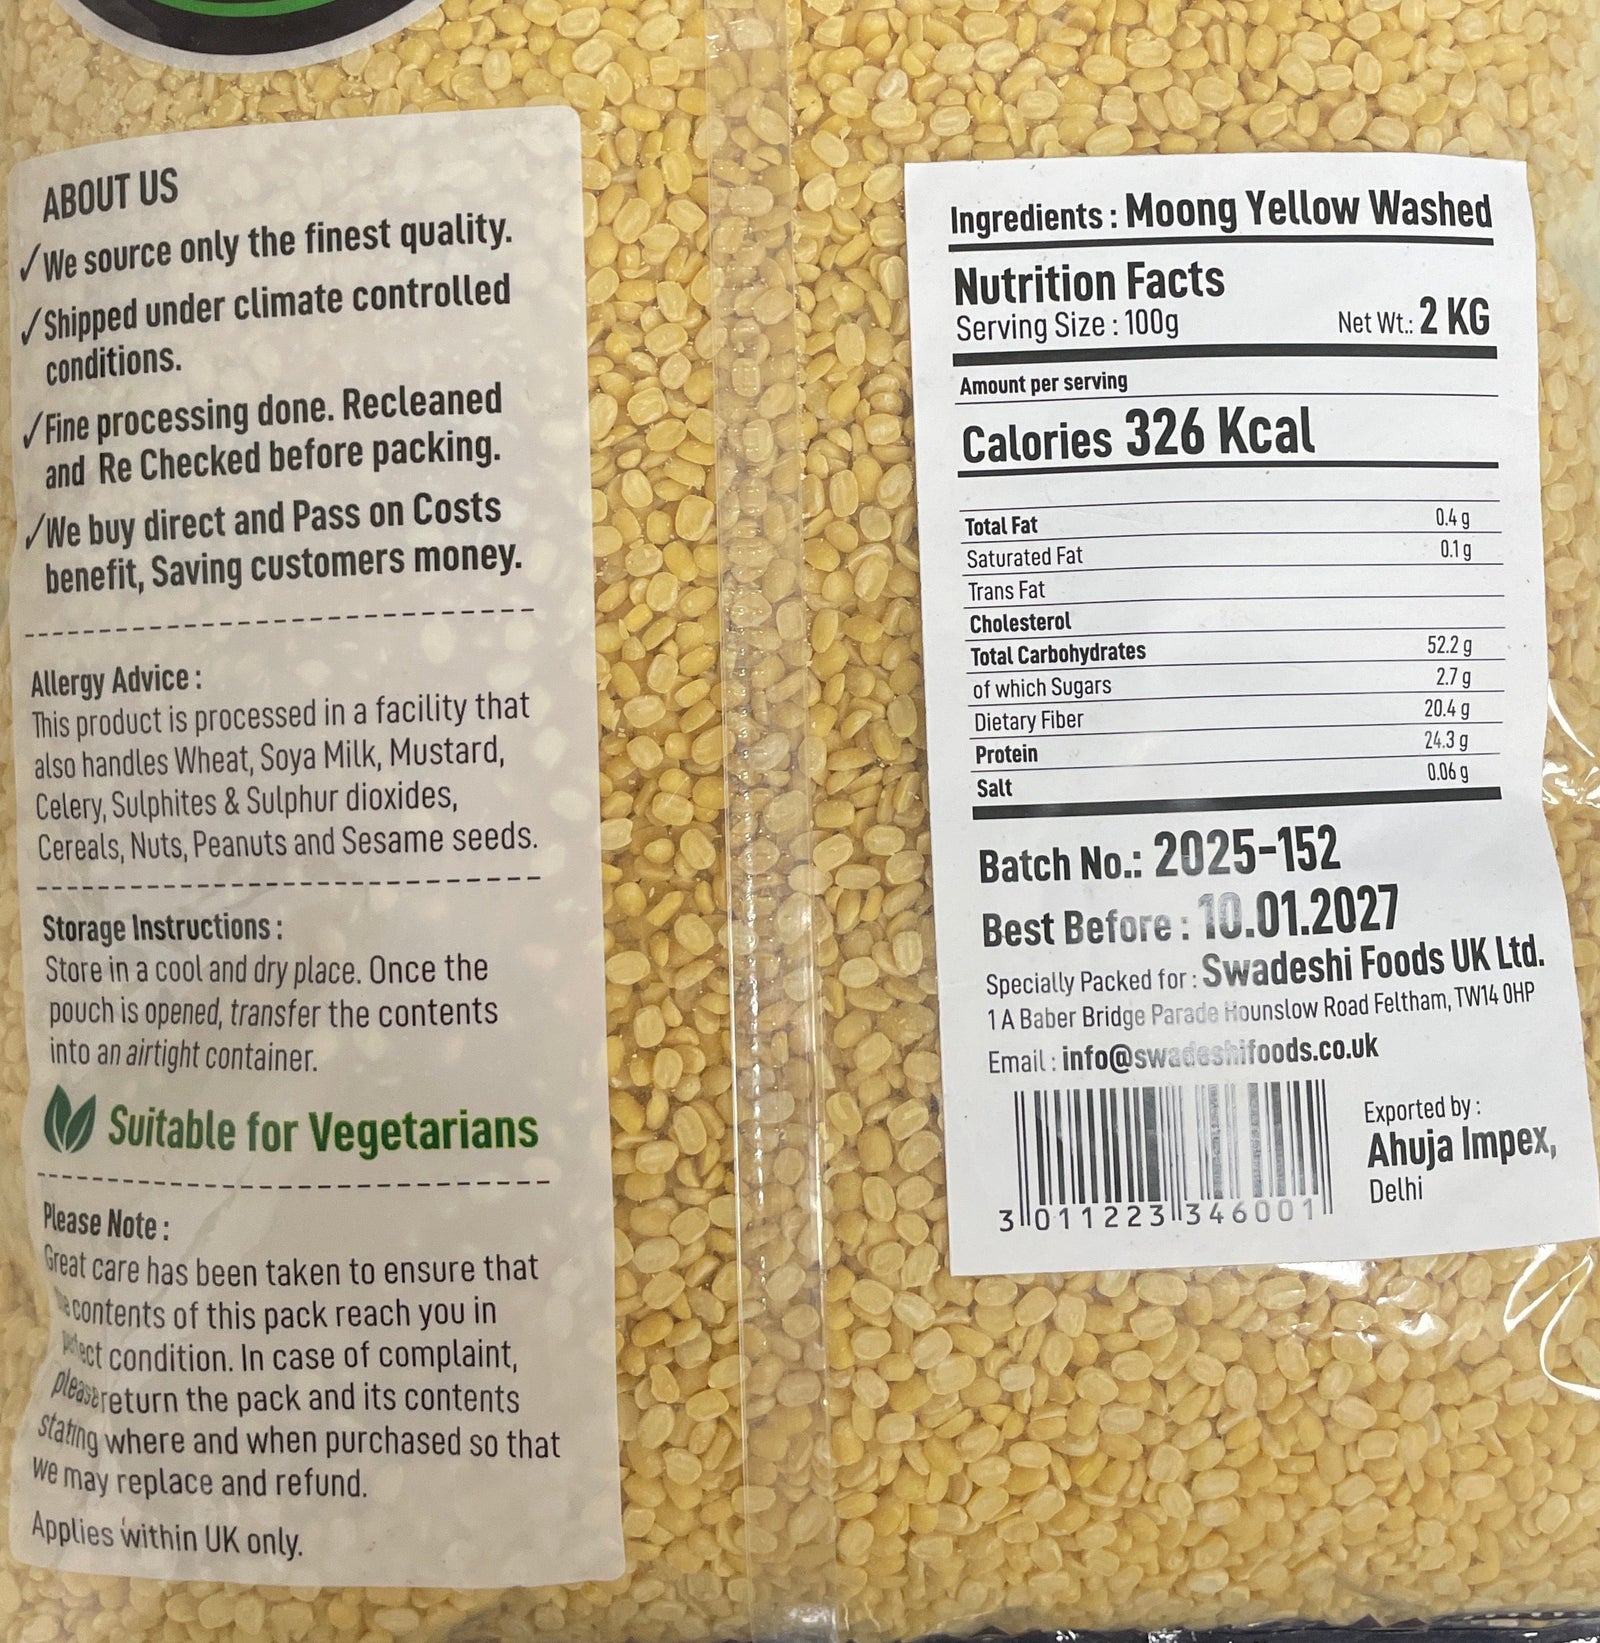 ABOUT US
✓We source only the finest quality.
✓Shipped under climate controlled
conditions.
✓Fine processing done. Recleaned
and Re Checked before packing.
✓We buy direct and Pass on Costs
benefit, Saving customers money.
Allergy Advice :
This product is processed in a facility that
also handles Wheat, Soya Milk, Mustard,
Celery, Sulphites & Sulphur dioxides,
Cereals, Nuts, Peanuts and Sesame seeds.
Storage Instructions :
Store in a cool and dry place. Once the
pouch is opened, transfer the contents
into an airtight container.
Suitable for Vegetarians
Please Note :
Great care has been taken to ensure that
contents of this pack reach you in
condition. In case of complaint,
please return the pack and its contents
stating where and when purchased so that
we may replace and refund.
Applies within UK only.
Ingredients : Moong Yellow Washed
Nutrition Facts
Serving Size : 100g Net Wt.: 2 KG
Amount per serving
Calories 326 Kcal
Total Fat 0.4 g
Saturated Fat 0.1 g
Trans Fat
Cholesterol
Total Carbohydrates 52.2 g
of which Sugars 2.7 g
Dietary Fiber 20.4 g
Protein 24.3 g
Salt 0.06 g
Batch No.: 2025-152
Best Before : 10.01.2027
Specially Packed for : Swadeshi Foods UK Ltd.
1 A Baber Bridge Parade Hounslow Road Feltham, TW14 0HP
Email : info@swadeshifoods.co.uk
3 011223 346001
Exported by :
Ahuja Impex,
Delhi